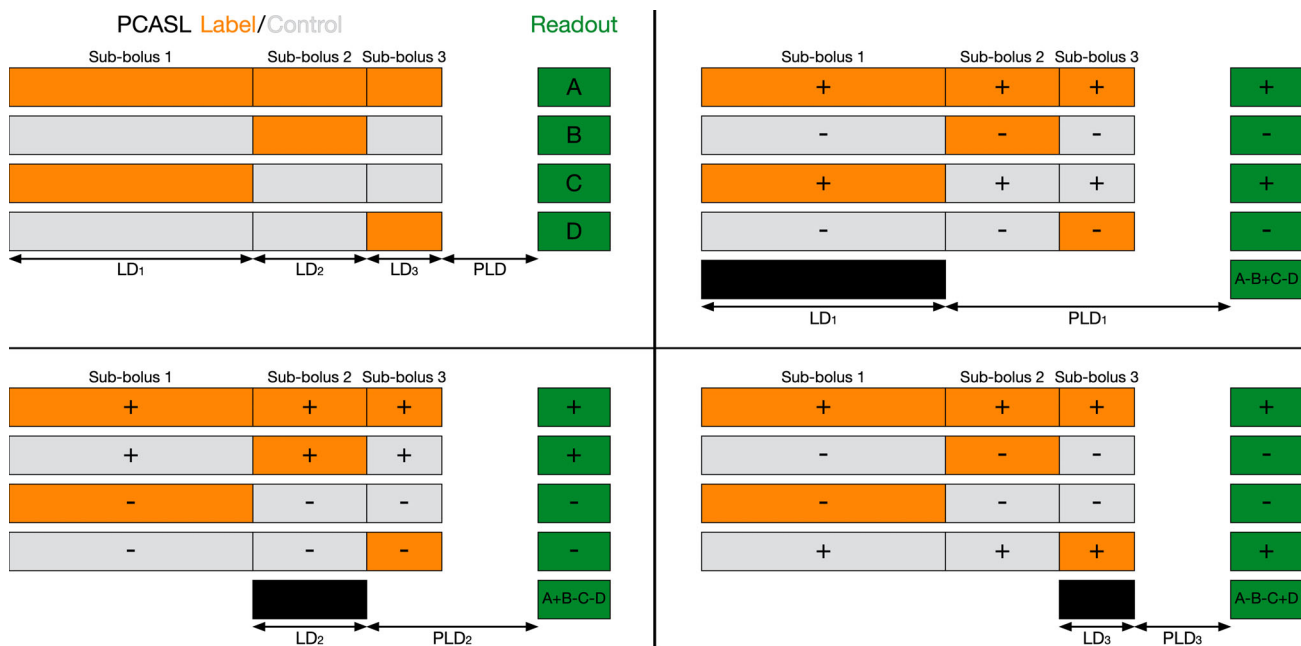 PCASL Label/Control Readout
Sub-bolus 1 Sub-bolus 2 Sub-bolus 3
A
B
C
D
LD₁ LD₂ LD₃ PLD
Sub-bolus 1 Sub-bolus 2 Sub-bolus 3
+ + + +
- - - -
+ + + +
- - - -
A-B+C-D
LD₁ PLD₁
Sub-bolus 1 Sub-bolus 2 Sub-bolus 3
+ + + +
+ + + +
- - - -
- - - -
A+B-C-D
LD₂ PLD₂
Sub-bolus 1 Sub-bolus 2 Sub-bolus 3
+ + + +
- - - -
- - - -
+ + + +
A-B-C+D
LD₃ PLD₃